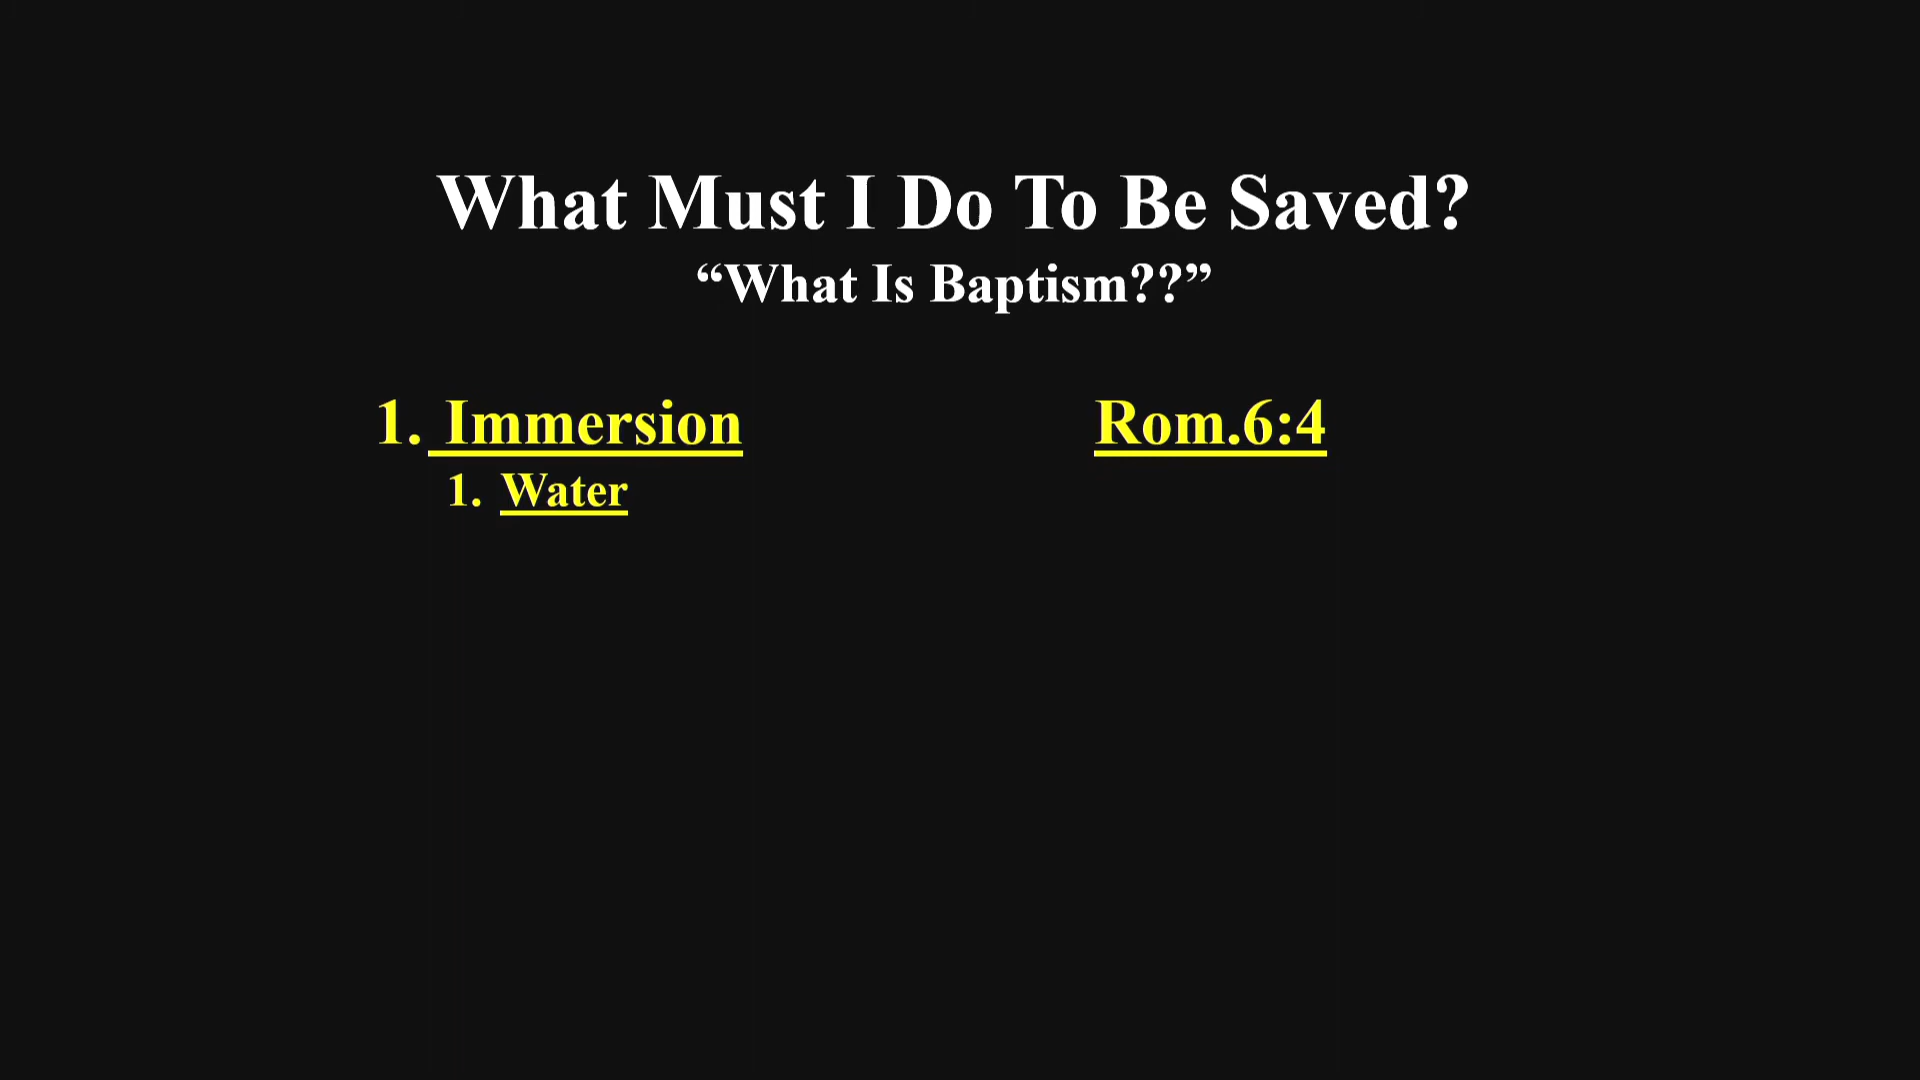 What Must I Do To Be Saved?
“What Is Baptism??”
1. Immersion Rom.6:4
1. Water